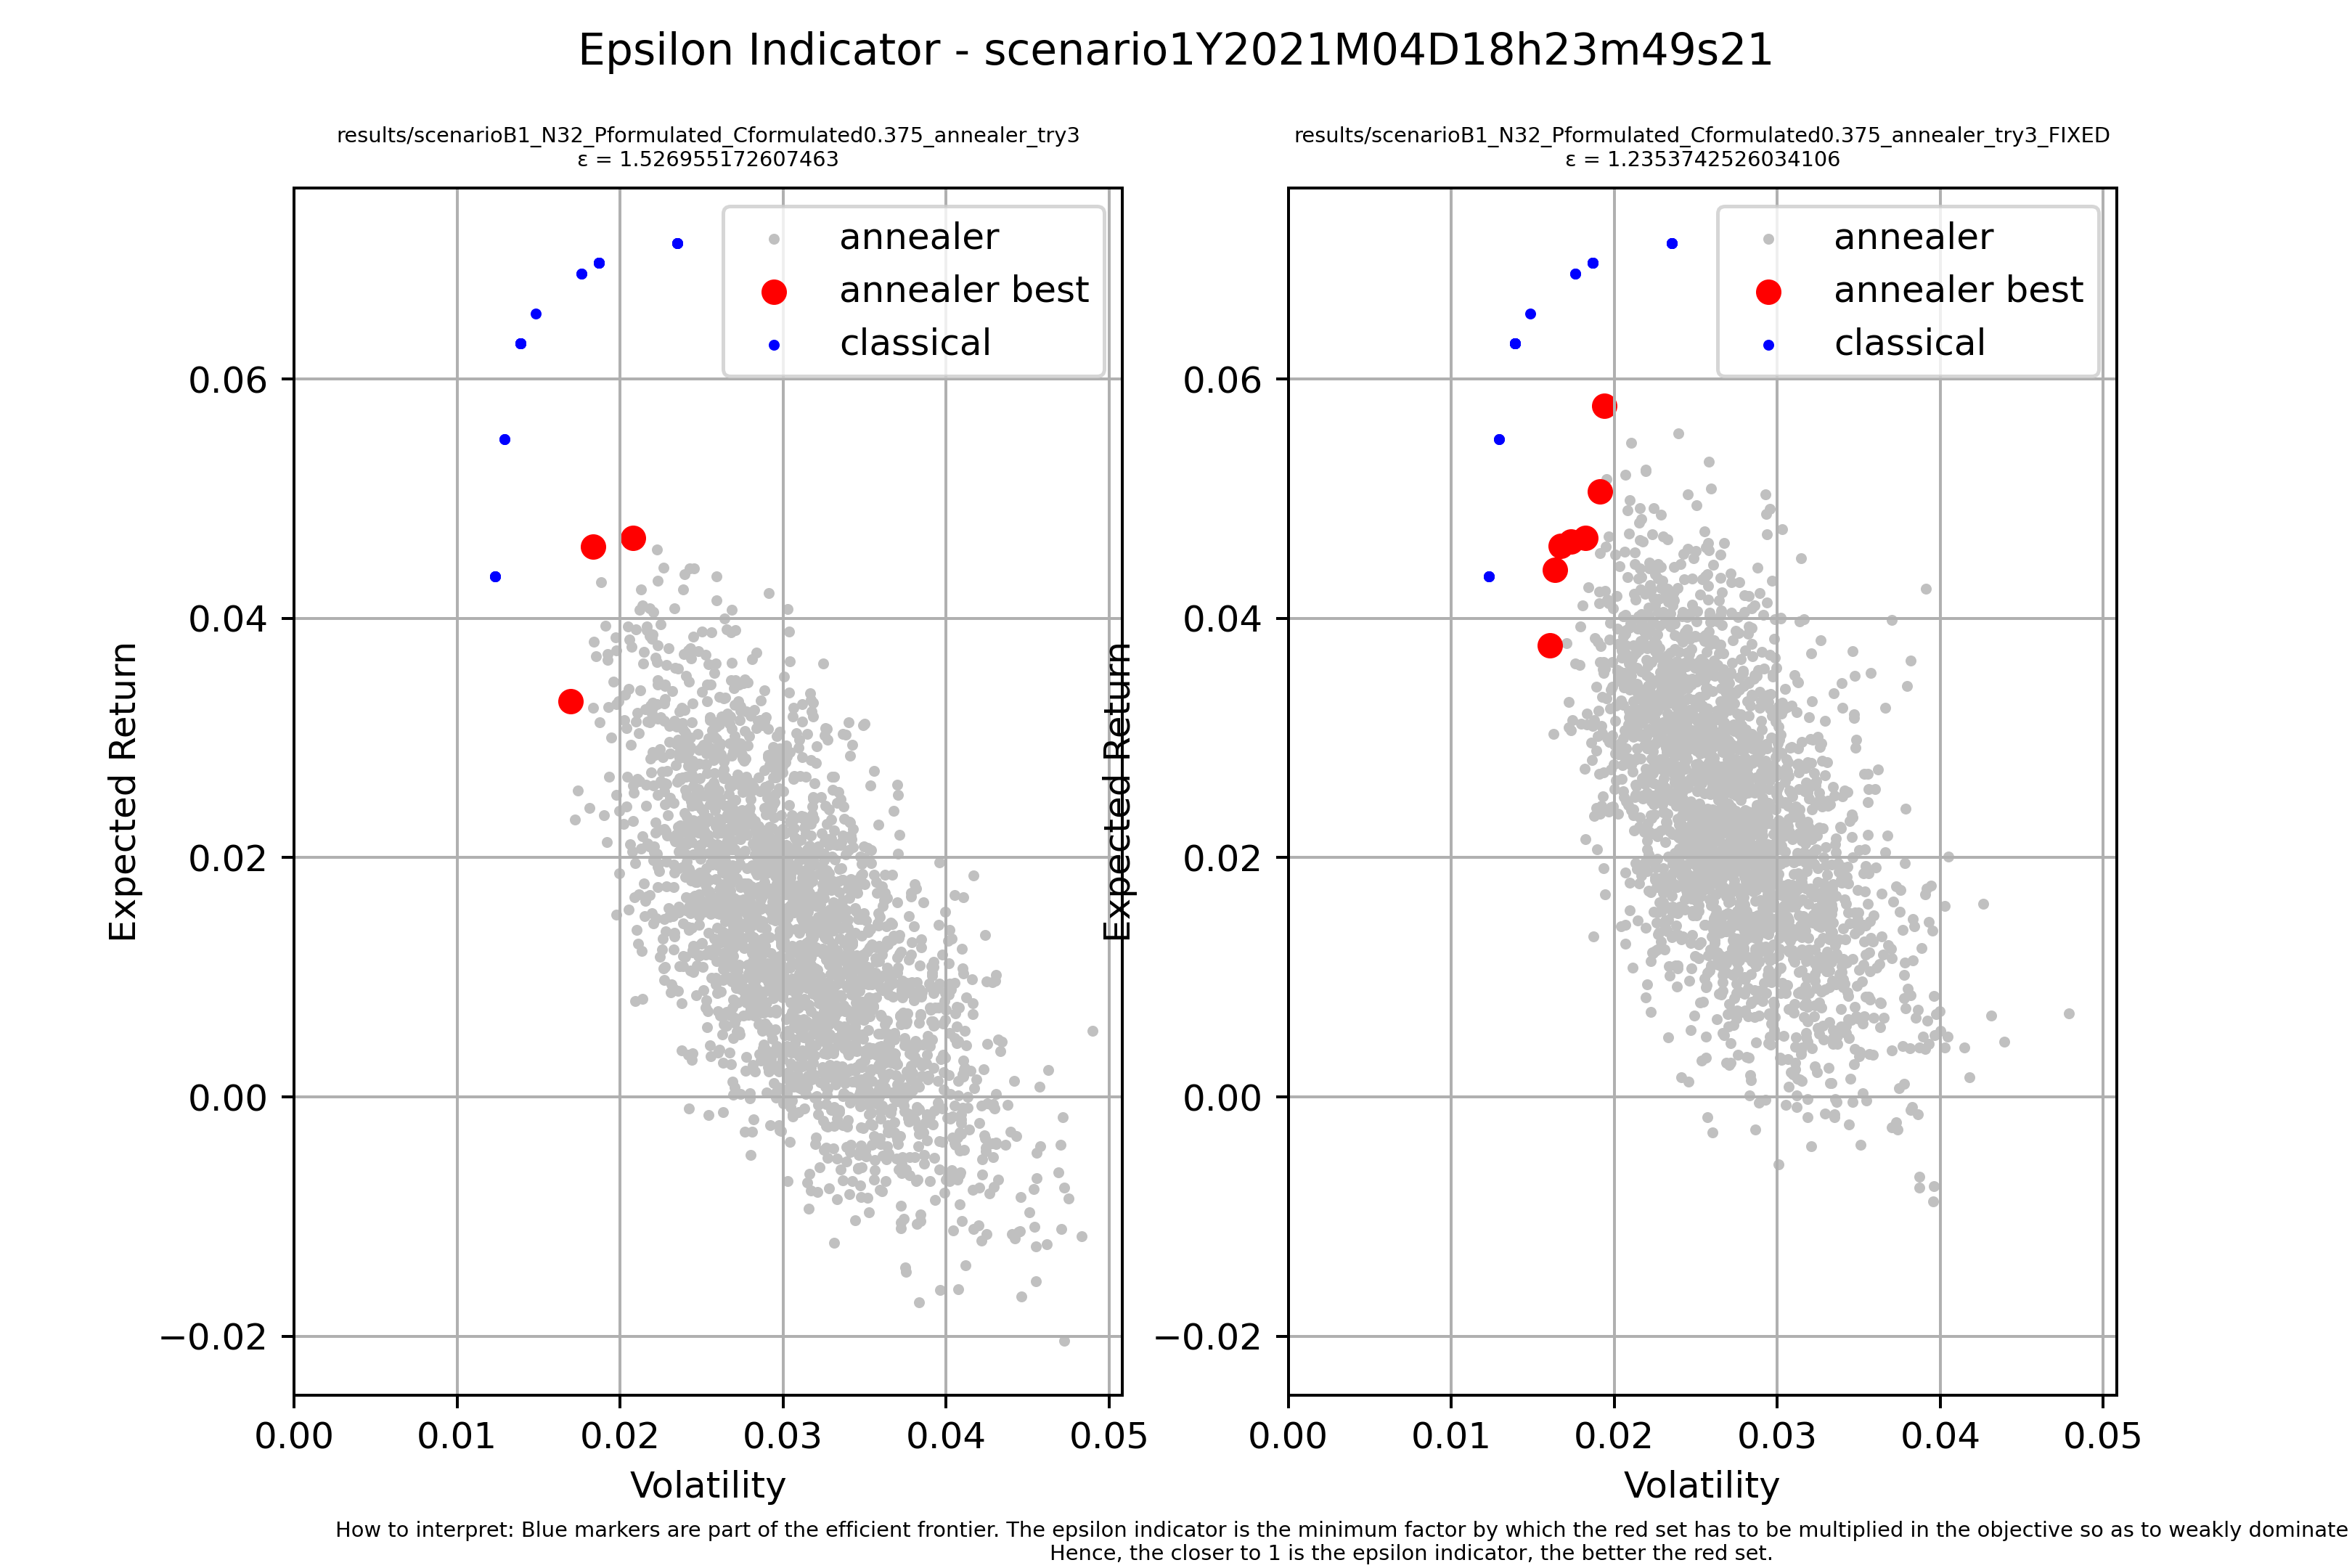 Epsilon Indicator - scenario1Y2021M04D18h23m49s21
results/scenarioB1_N32_Pformulated_Cformulated0.375_annealer_try3
ε = 1.526955172607463
annealer
annealer best
classical
0.06
0.04
0.02
0.00
−0.02
Expected Return
0.00 0.01 0.02 0.03 0.04 0.05
Volatility
results/scenarioB1_N32_Pformulated_Cformulated0.375_annealer_try3_FIXED
ε = 1.2353742526034106
annealer
annealer best
classical
0.06
0.04
0.02
0.00
−0.02
Expected Return
0.00 0.01 0.02 0.03 0.04 0.05
Volatility
How to interpret: Blue markers are part of the efficient frontier. The epsilon indicator is the minimum factor by which the red set has to be multiplied in the objective so as to weakly dominate
Hence, the closer to 1 is the epsilon indicator, the better the red set.